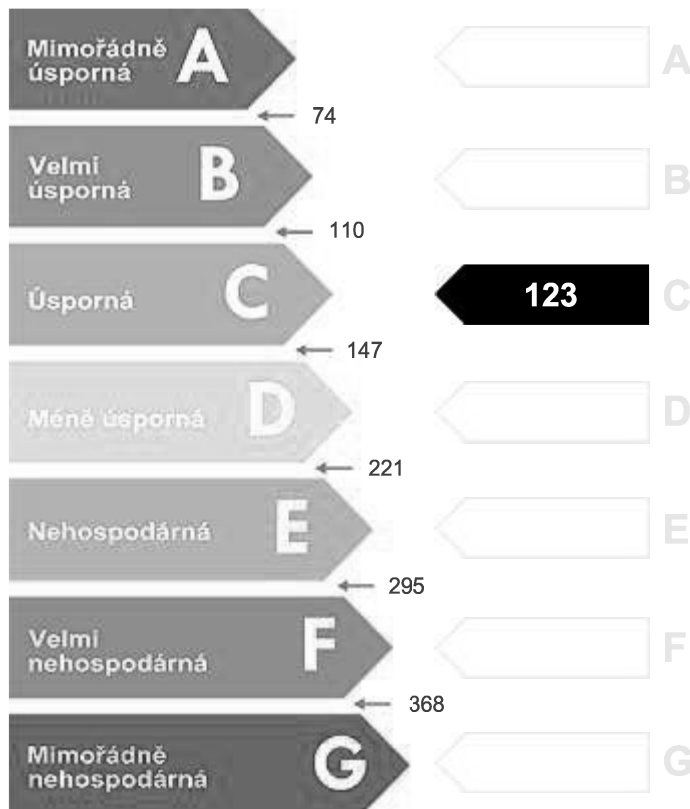 Mimořádně
úsporná
A
A
74
Velmi
úsporná
B
B
110
Úsporná
C
123
C
147
Méně úsporná
D
D
221
Nehospodárná
E
E
295
Velmi
nehospodárná
F
F
368
Mimořádně
nehospodárná
G
G